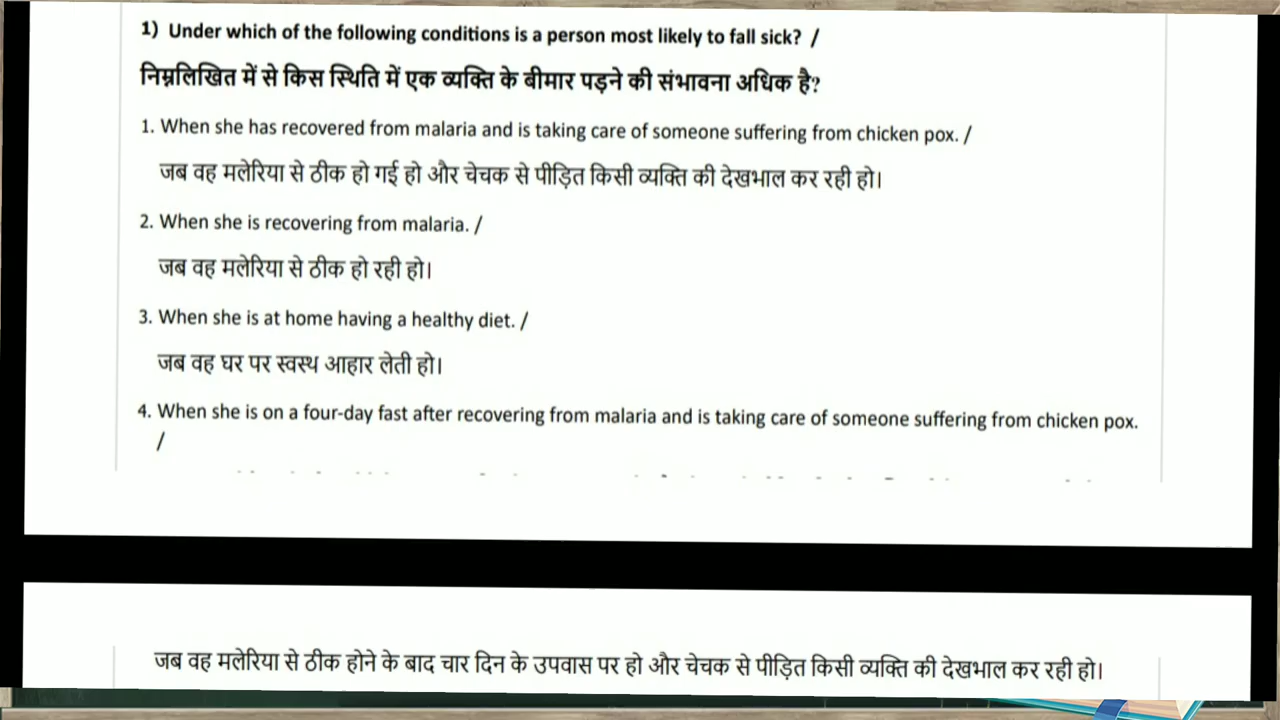 1) Under which of the following conditions is a person most likely to fall sick? /
निम्नलिखित में से किस स्थिति में एक व्यक्ति के बीमार पड़ने की संभावना अधिक है?
1. When she has recovered from malaria and is taking care of someone suffering from chicken pox. /
जब वह मलेरिया से ठीक हो गई हो और चेचक से पीड़ित किसी व्यक्ति की देखभाल कर रही हो।
2. When she is recovering from malaria. /
जब वह मलेरिया से ठीक हो रही हो।
3. When she is at home having a healthy diet. /
जब वह घर पर स्वस्थ आहार लेती हो।
4. When she is on a four-day fast after recovering from malaria and is taking care of someone suffering from chicken pox.
/
जब वह मलेरिया से ठीक होने के बाद चार दिन के उपवास पर हो और चेचक से पीड़ित किसी व्यक्ति की देखभाल कर रही हो।